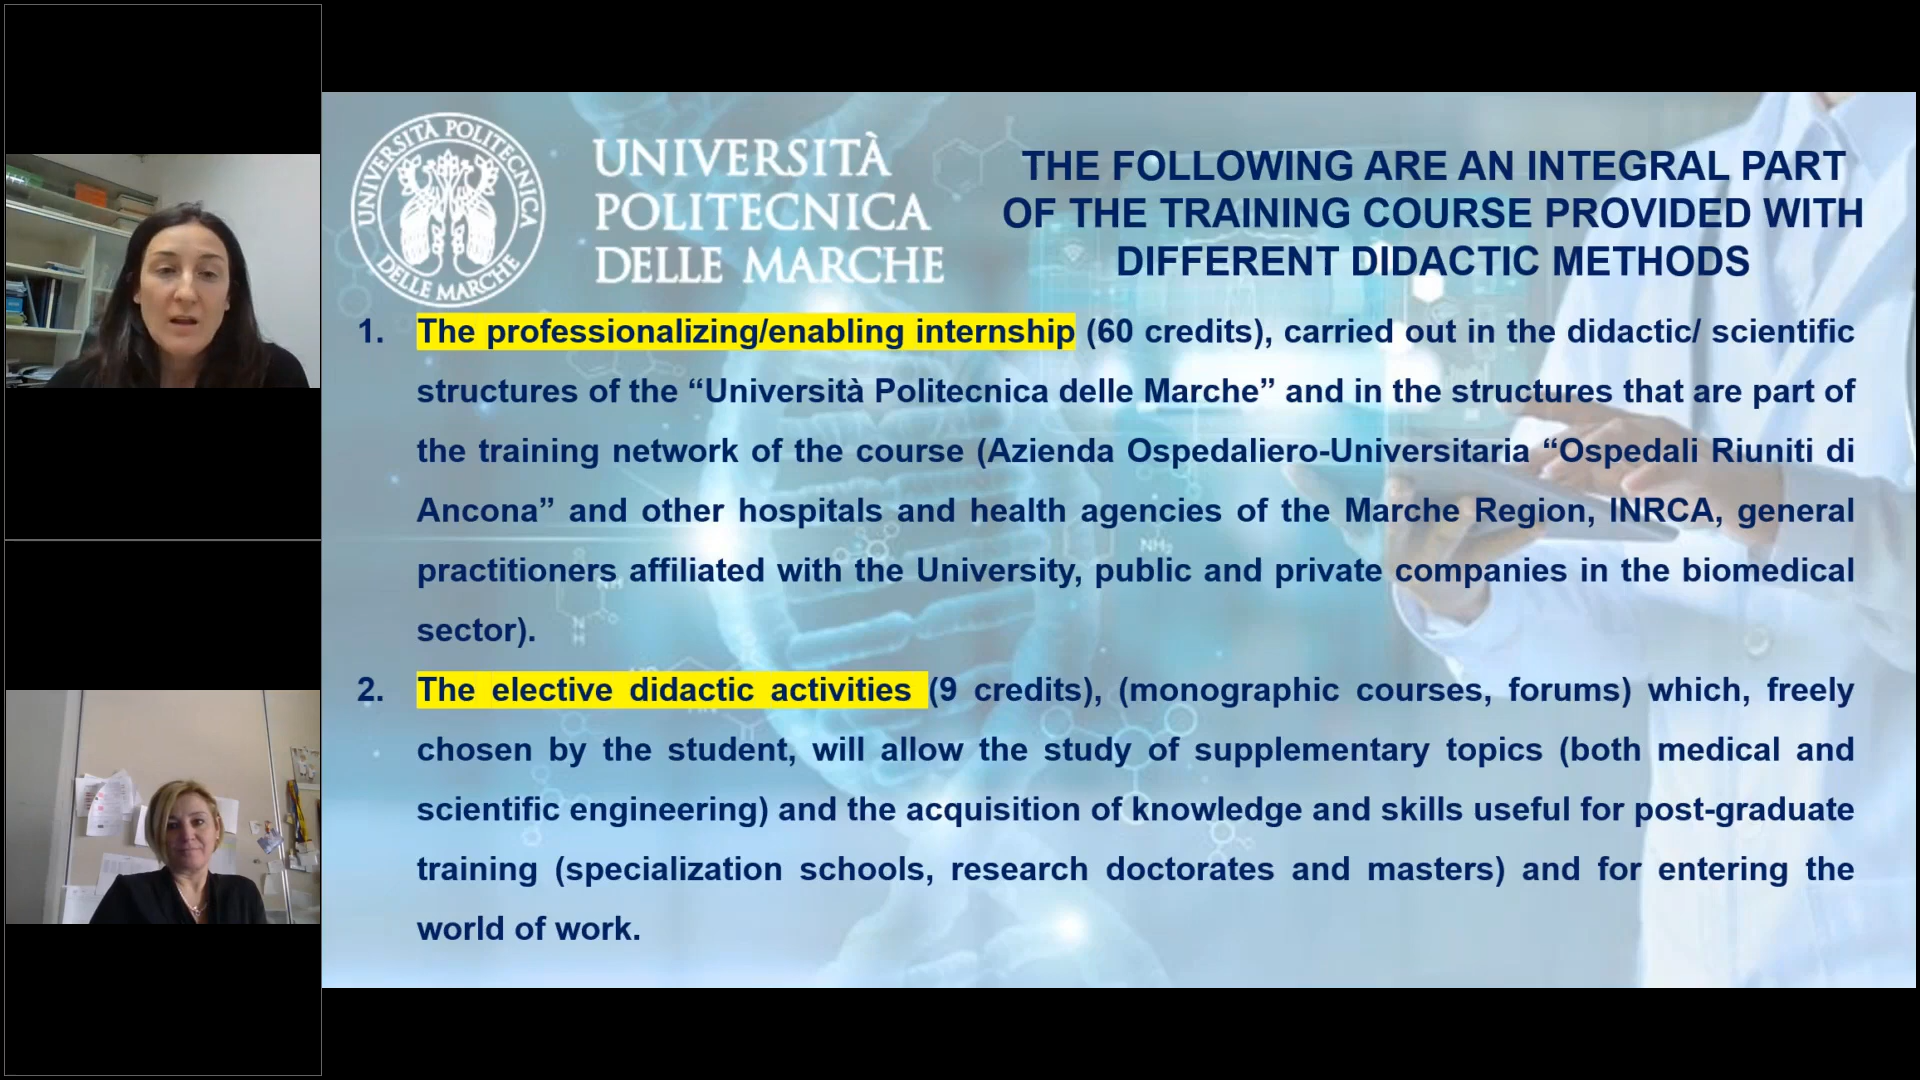 UNIVERSITÀ POLITECNICA
DELLE MARCHE
UNIVERSITÀ
POLITECNICA
DELLE MARCHE
THE FOLLOWING ARE AN INTEGRAL PART
OF THE TRAINING COURSE PROVIDED WITH
DIFFERENT DIDACTIC METHODS
1. The professionalizing/enabling internship (60 credits), carried out in the didactic/ scientific
structures of the “Università Politecnica delle Marche” and in the structures that are part of
the training network of the course (Azienda Ospedaliero-Universitaria “Ospedali Riuniti di
Ancona” and other hospitals and health agencies of the Marche Region, INRCA, general
practitioners affiliated with the University, public and private companies in the biomedical
sector).
2. The elective didactic activities (9 credits), (monographic courses, forums) which, freely
chosen by the student, will allow the study of supplementary topics (both medical and
scientific engineering) and the acquisition of knowledge and skills useful for post-graduate
training (specialization schools, research doctorates and masters) and for entering the
world of work.
NH₂